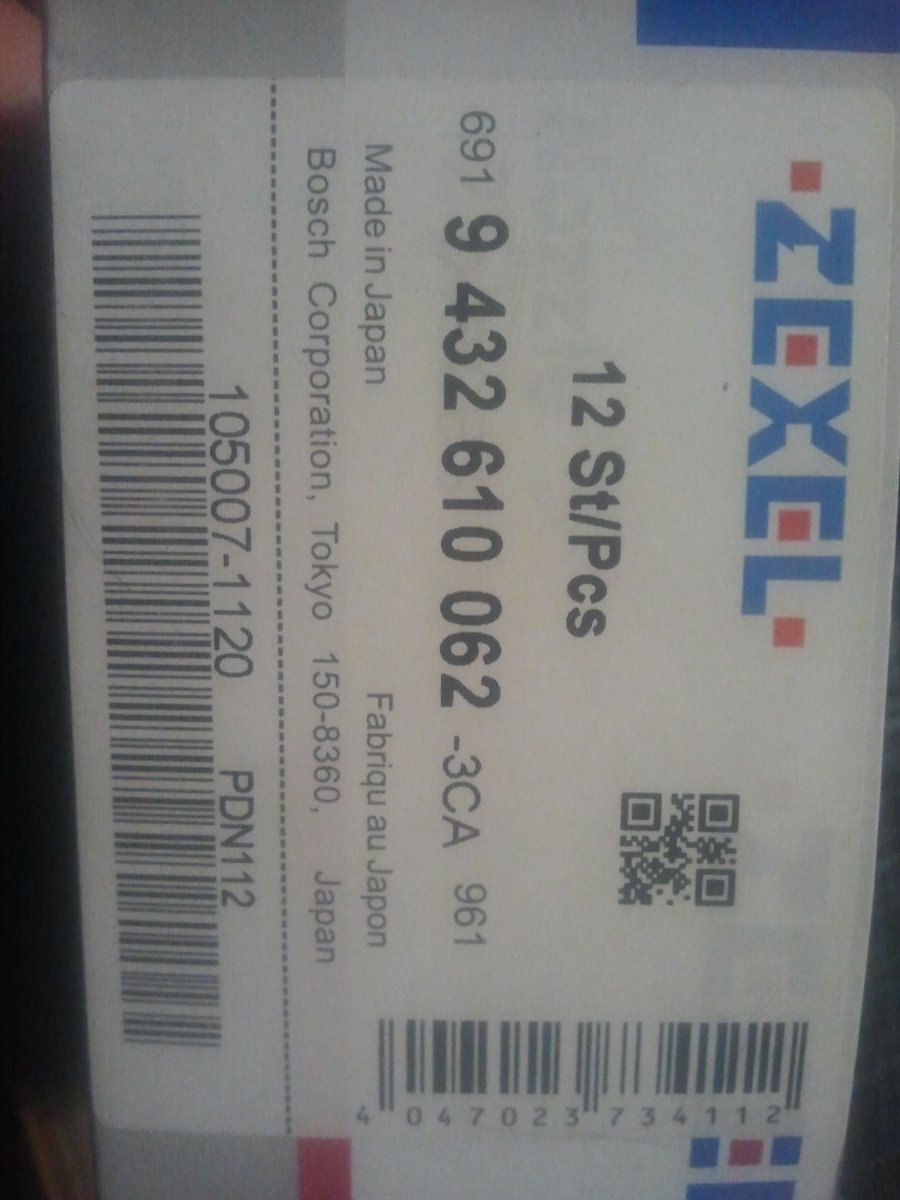 ZEXEL
12 St/Pcs
691 9 432 610 062 -3CA 961
Made in Japan Fabriqu au Japon
Bosch Corporation, Tokyo 150-8360, Japan
105007-1120 PDN112
4 047023 734112